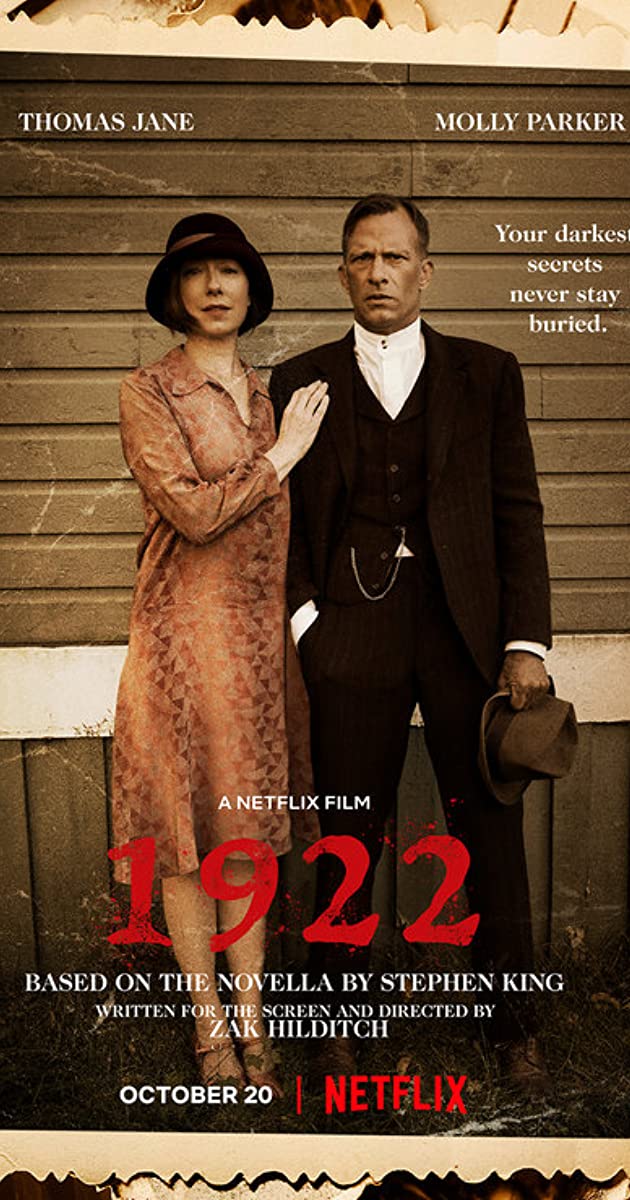 THOMAS JANE
MOLLY PARKER
Your darkest
secrets
never stay
buried.
A NETFLIX FILM
1922
BASED ON THE NOVELLA BY STEPHEN KING
WRITTEN FOR THE SCREEN AND DIRECTED BY
ZAK HILDITCH
OCTOBER 20 | NETFLIX